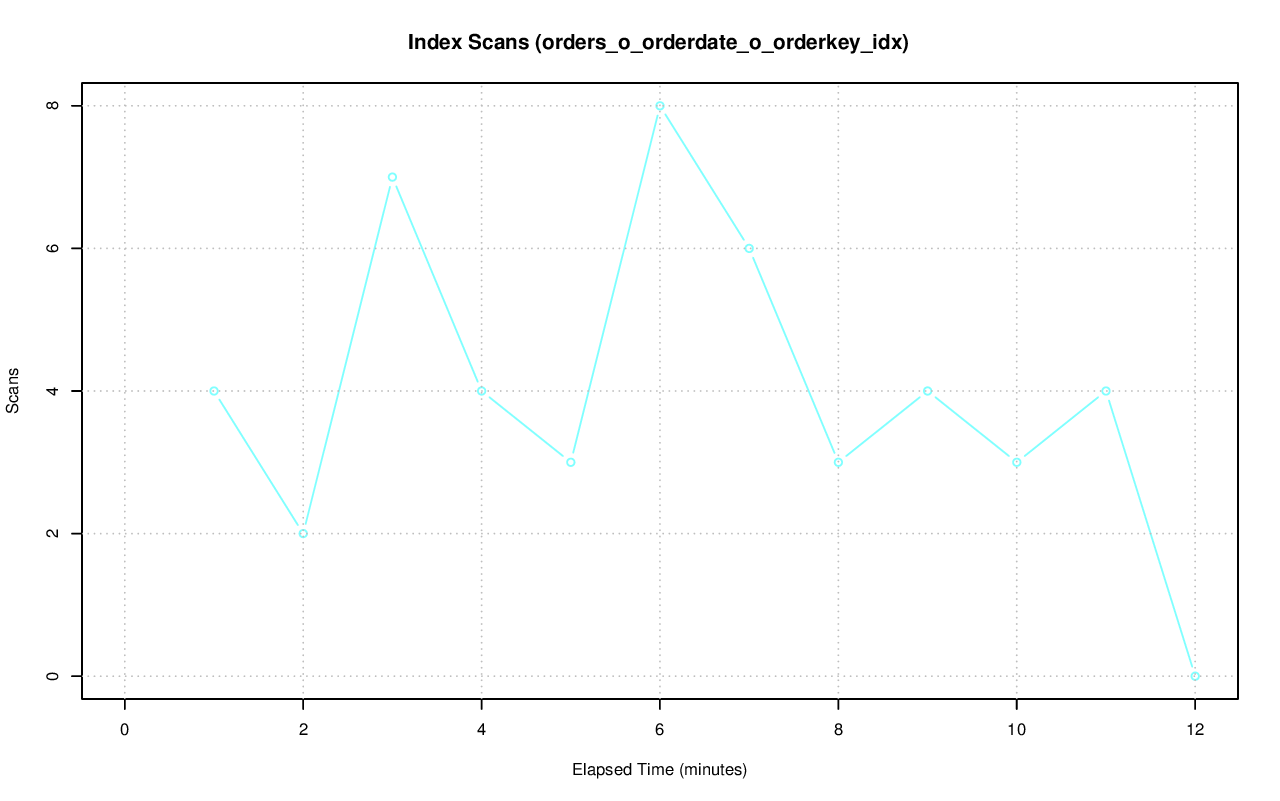 Index Scans (orders_o_orderdate_o_orderkey_idx)
8
6
4
2
0
Scans
0 2 4 6 8 10 12
Elapsed Time (minutes)